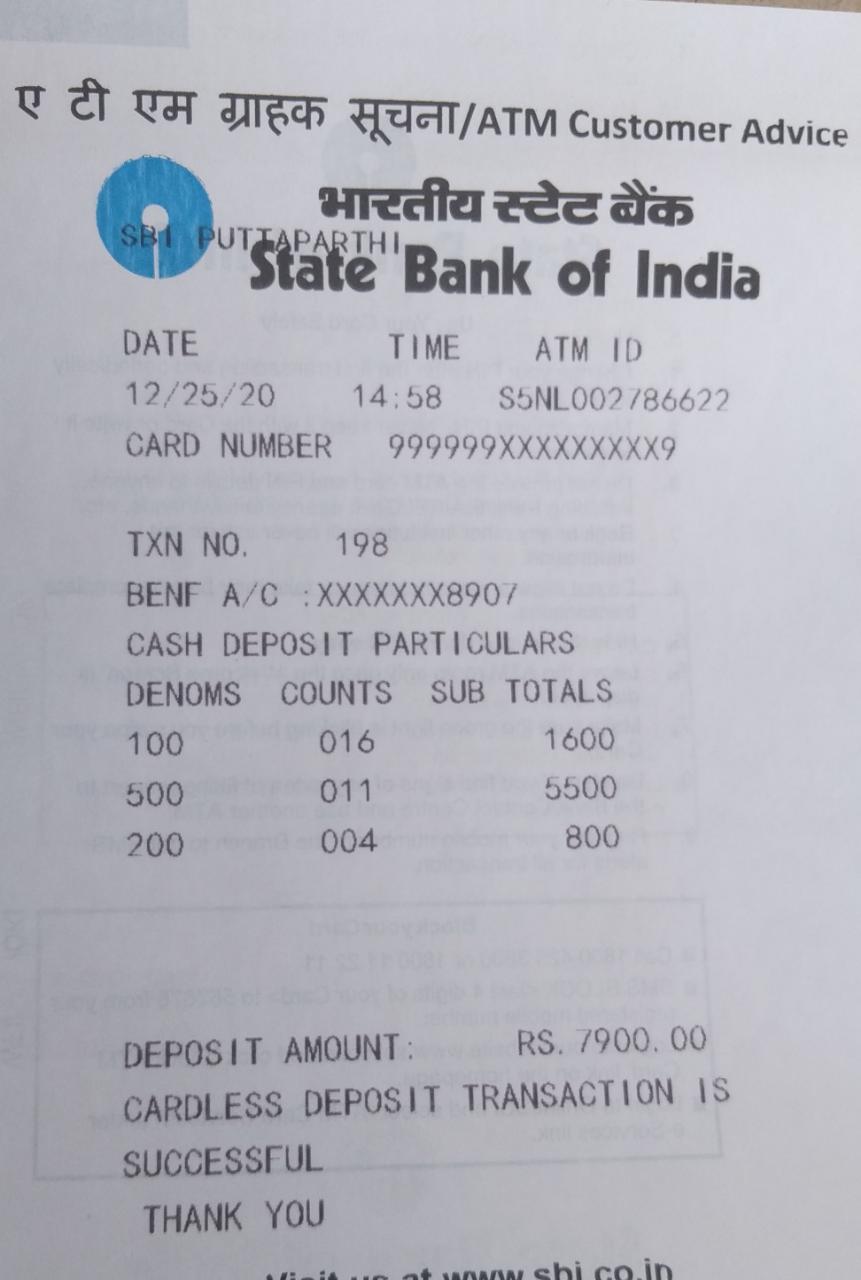 ए टी एम ग्राहक सूचना/ATM Customer Advice
भारतीय स्टेट बैंक
SBI PUTTAPARTHI
State Bank of India
DATE TIME ATM ID
12/25/20 14:58 S5NL002786622
CARD NUMBER 999999XXXXXXXXX9
TXN NO. 198
BENF A/C :XXXXXXX8907
CASH DEPOSIT PARTICULARS
DENOMS COUNTS SUB TOTALS
100 016 1600
500 011 5500
200 004 800
DEPOSIT AMOUNT: RS. 7900.00
CARDLESS DEPOSIT TRANSACTION IS
SUCCESSFUL
THANK YOU
Visit us at www.sbi.co.in